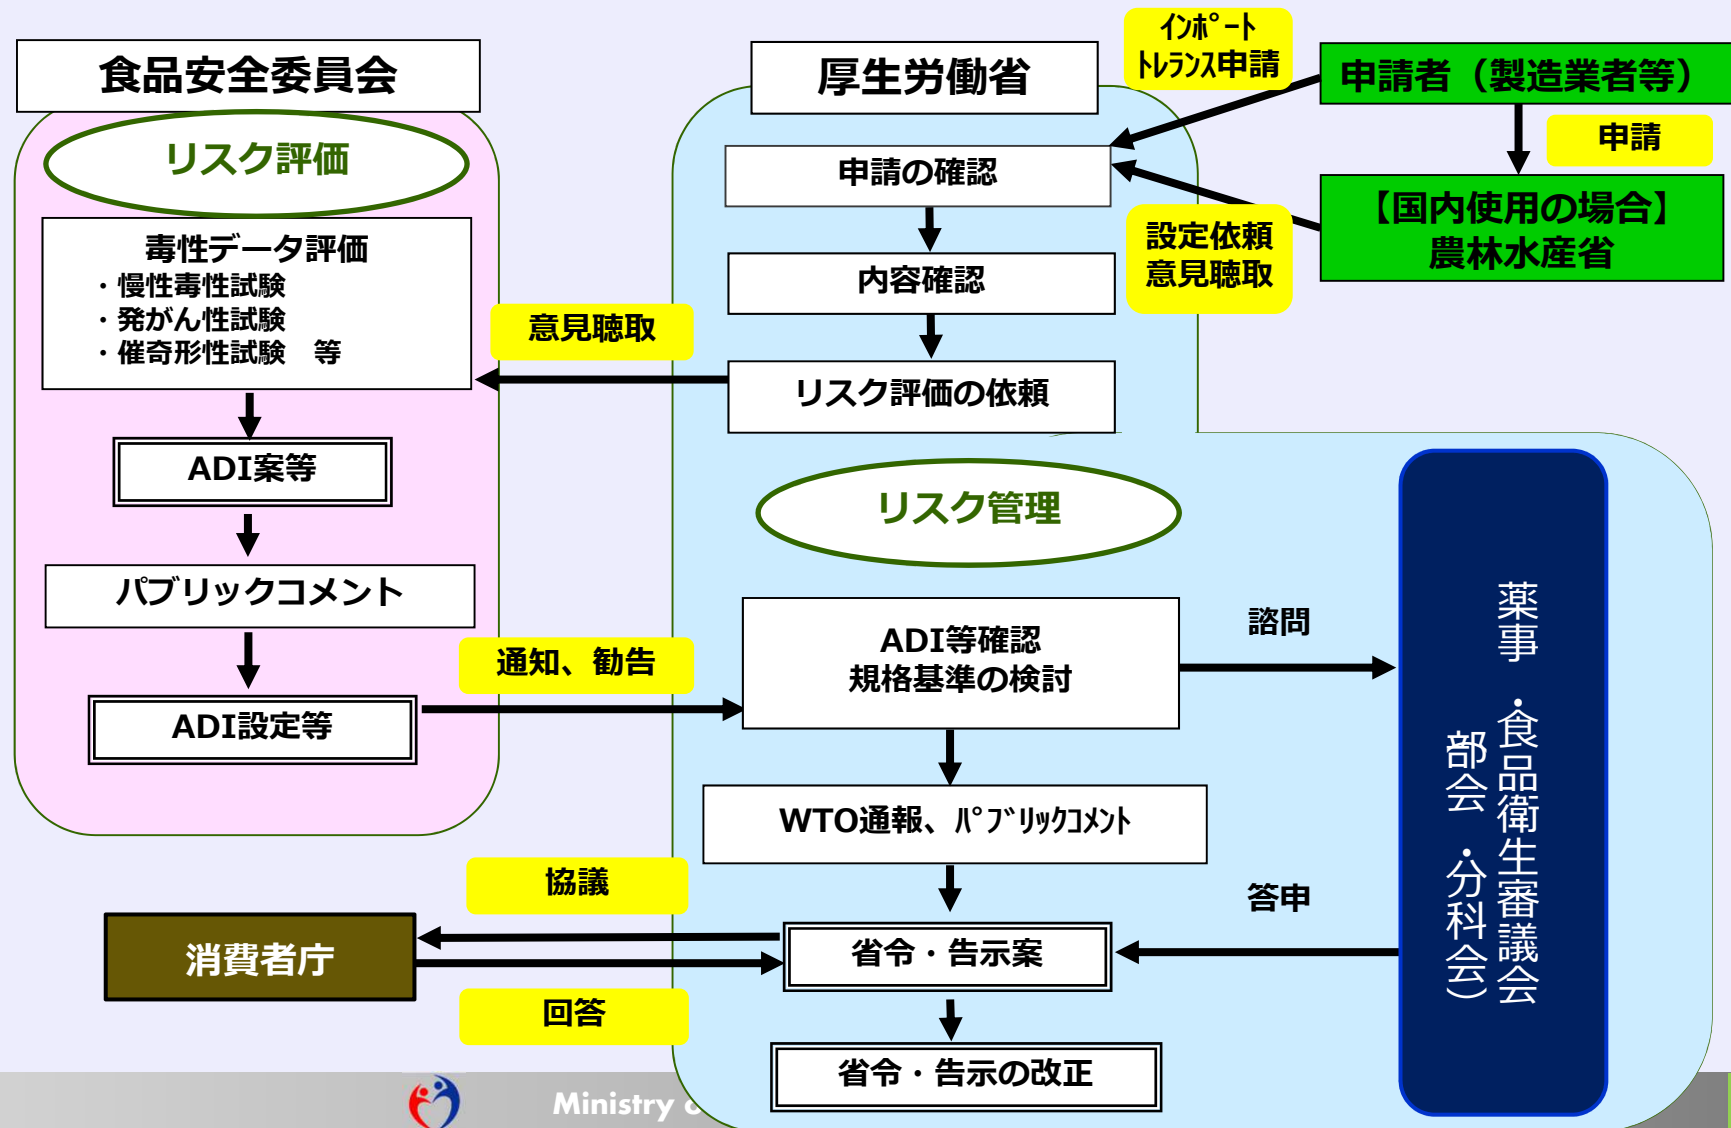 食品安全委員会
リスク評価
毒性データ評価
・慢性毒性試験
・発がん性試験
・催奇形性試験　等
ADI案等
パブリックコメント
ADI設定等
意見聴取
通知、勧告
厚生労働省
申請の確認
内容確認
リスク評価の依頼
リスク管理
ADI等確認
規格基準の検討
WTO通報、ﾊﾟﾌﾞﾘｯｸｺﾒﾝﾄ
省令・告示案
省令・告示の改正
ｲﾝﾎﾟｰﾄ
ﾄﾚﾗﾝｽ申請
申請者（製造業者等）
申請
【国内使用の場合】
農林水産省
設定依頼
意見聴取
諮問
答申
薬事・食品衛生審議会
部会・分科会）
協議
消費者庁
回答
Ministry